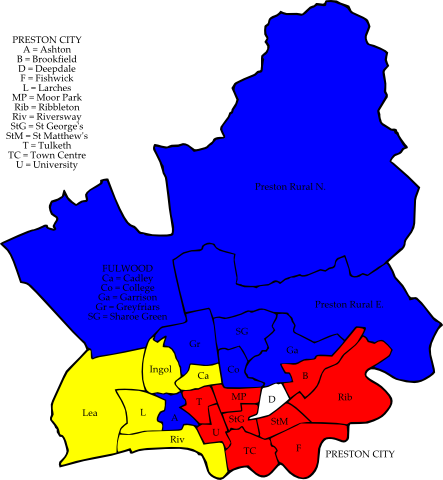 PRESTON CITY
A = Ashton
B = Brookfield
D = Deepdale
F = Fishwick
L = Larches
MP = Moor Park
Rib = Ribbleton
Riv = Riversway
StG = St George's
StM = St Matthew's
T = Tulketh
TC = Town Centre
U = University
Preston Rural N.
FULWOOD
Ca = Cadley
Co = College
Ga = Garrison
Gr = Greyfriars
SG = Sharoe Green
Preston Rural E.
SG
Gr
Ga
Ingol
Ca
Co
B
MP
D
Rib
T
Lea
L
A
StG
StM
U
Riv
TC
F
PRESTON CITY